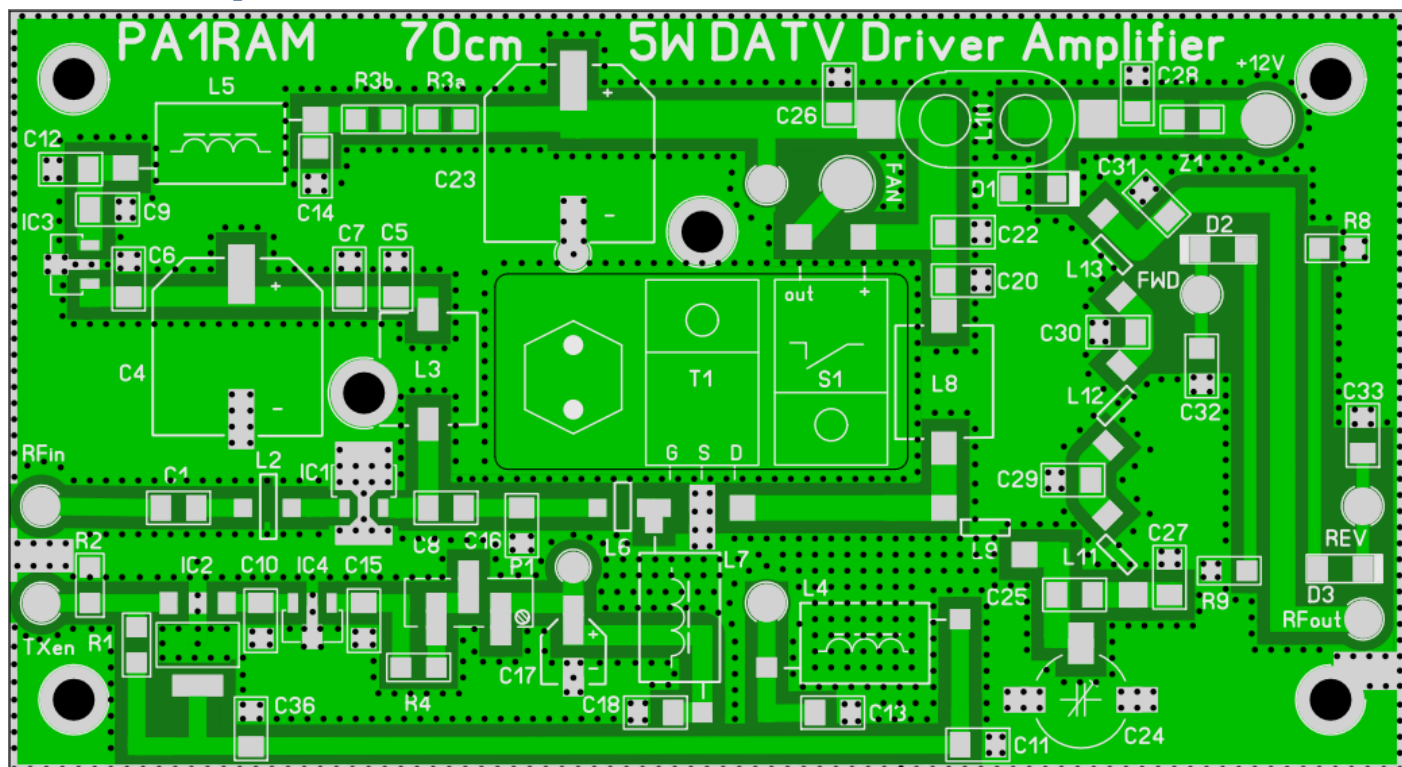 PA1RAM 70cm 5W DATV Driver Amplifier
+12V
C28
L5 R3b R3a
+
C26 L10
Z1
C12
C31
C23 FAN
D1
C14
C9
IC3
-
D2 R8
C6 C7 C5
C22
L13
+
C20
FWD
out +
C30
C4 L3 T1 S1 L8
L12
C32 C33
-
G S D
RFin L2 IC1
C1
C29
C8 C16 L6
R2
P1 L7 L9 L11 C27
REV
IC2 C10 IC4 C15
L4
C25 R9 D3
RFout
R1
+
TXen
C17 -
R4
C36 C18 C13
C11 C24